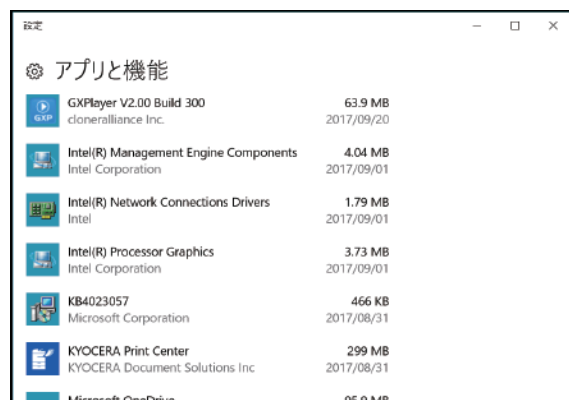 設定
アプリと機能
GXPlayer V2.00 Build 300 63.9 MB
cloneralliance Inc. 2017/09/20
GXP
Intel(R) Management Engine Components 4.04 MB
Intel Corporation 2017/09/01
Intel(R) Network Connections Drivers 1.79 MB
Intel 2017/09/01
Intel(R) Processor Graphics 3.73 MB
Intel Corporation 2017/09/01
KB4023057 466 KB
Microsoft Corporation 2017/08/31
KYOCERA Print Center 299 MB
KYOCERA Document Solutions Inc 2017/08/31
Microsoft OneDrive 95.9 MB